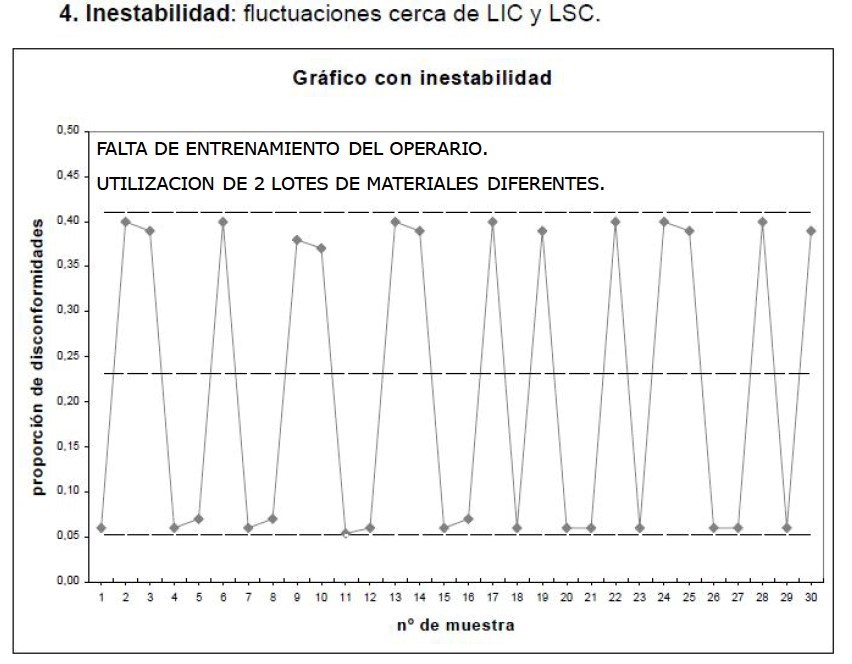 4. Inestabilidad: fluctuaciones cerca de LIC y LSC.
Gráfico con inestabilidad
FALTA DE ENTRENAMIENTO DEL OPERARIO.
UTILIZACION DE 2 LOTES DE MATERIALES DIFERENTES.
proporción de disconformidades
0,50
0,45
0,40
0,35
0,30
0,25
0,20
0,15
0,10
0,05
0,00
1 2 3 4 5 6 7 8 9 10 11 12 13 14 15 16 17 18 19 20 21 22 23 24 25 26 27 28 29 30
nº de muestra